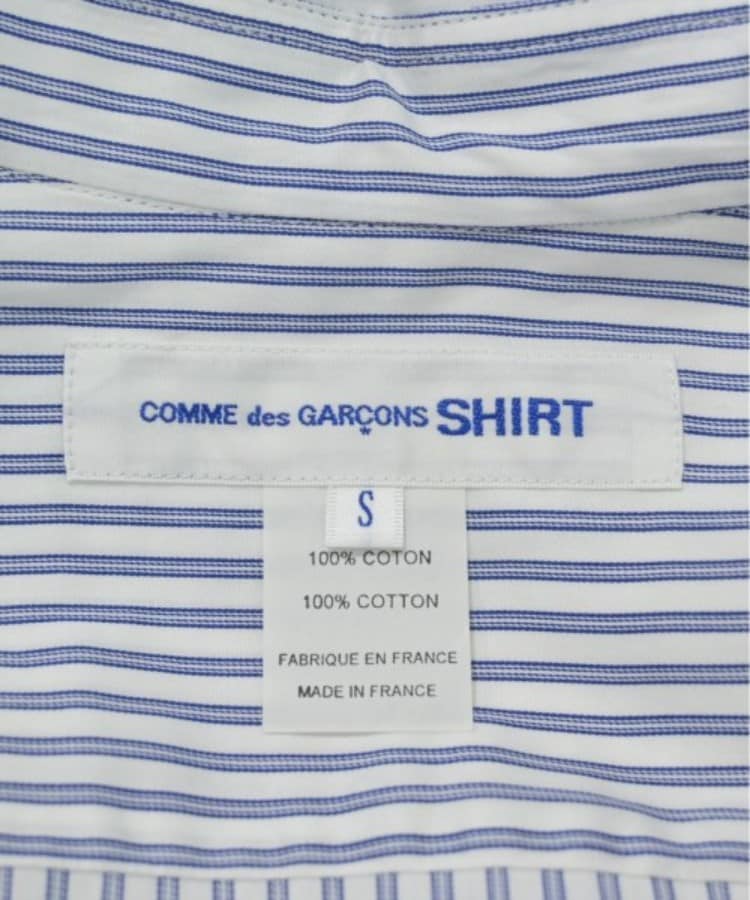 COMME des GARÇONS SHIRT
S
100% COTON
100% COTTON
FABRIQUE EN FRANCE
MADE IN FRANCE